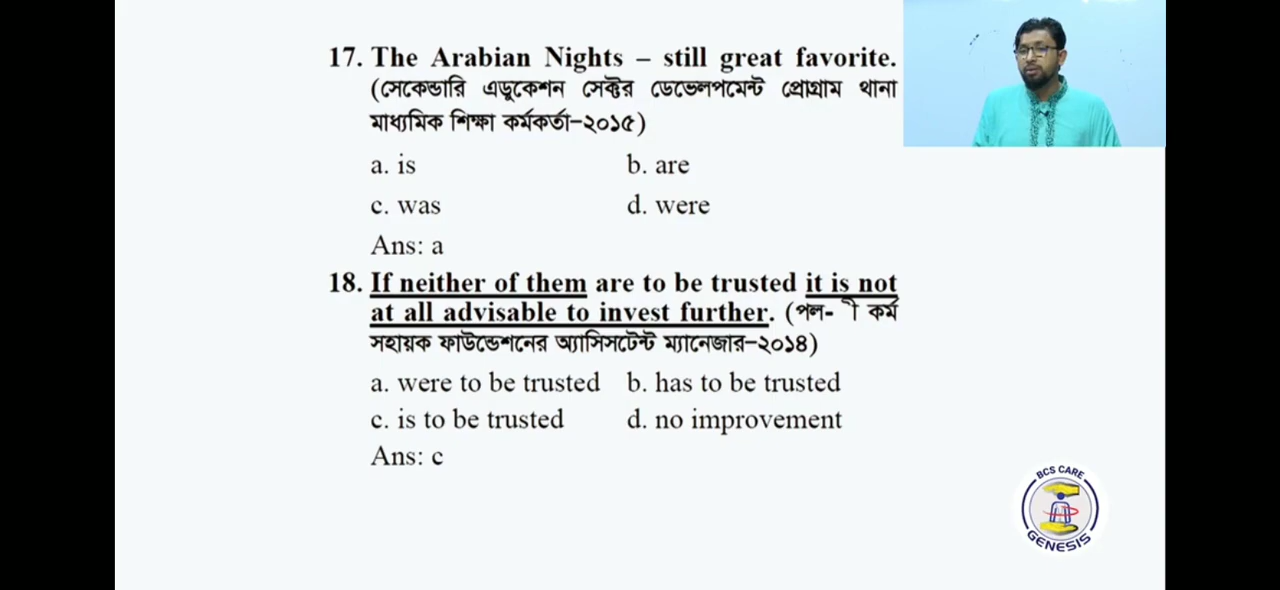 17. The Arabian Nights – still great favorite.
(সেকেন্ডারি এডুকেশন সেক্টর ডেভেলপমেন্ট প্রোগ্রাম থানা
মাধ্যমিক শিক্ষা কর্মকর্তা–২০১৫)
a. is b. are
c. was d. were
Ans: a
18. If neither of them are to be trusted it is not
at all advisable to invest further. (পল- ী কর্ম
সহায়ক ফাউন্ডেশনের অ্যাসিসটেন্ট ম্যানেজার–২০১৪)
a. were to be trusted b. has to be trusted
c. is to be trusted d. no improvement
Ans: c
BCS CARE
GENESIS